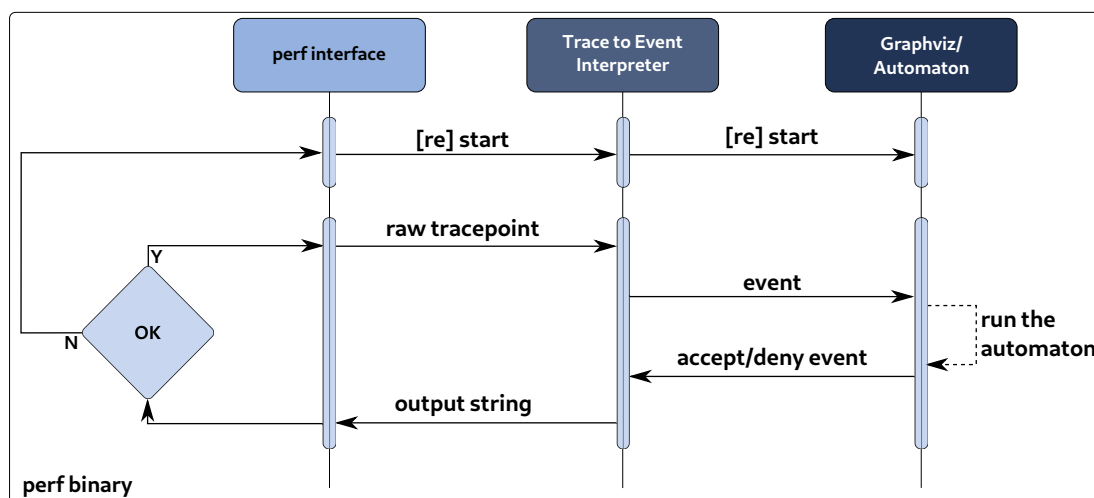 perf interface
Trace to Event
Interpreter
Graphviz/
Automaton
[re] start
[re] start
raw tracepoint
Y
event
OK
N
run the
automaton
accept/deny event
output string
perf binary